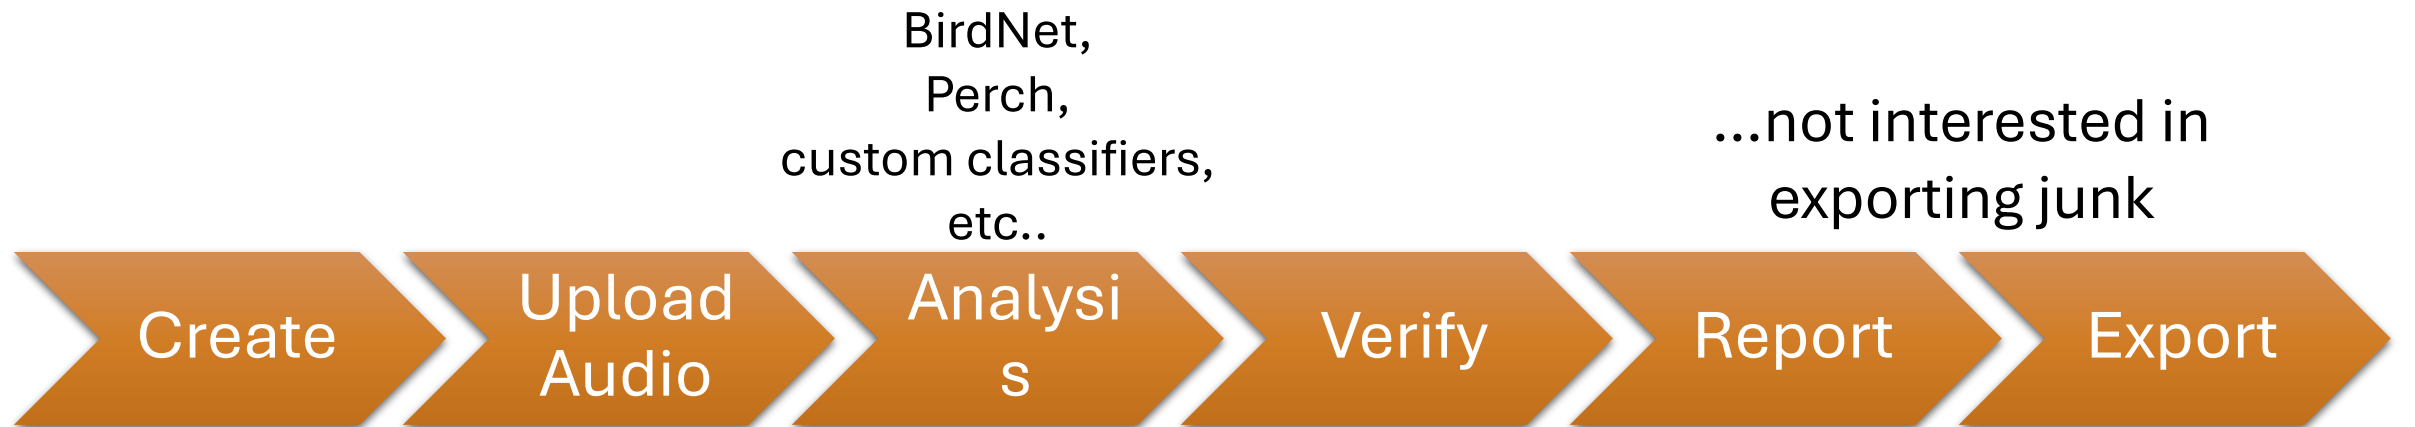 BirdNet,
Perch,
custom classifiers,
etc..
...not interested in
exporting junk
Create
Upload
Audio
Analysi
s
Verify
Report
Export